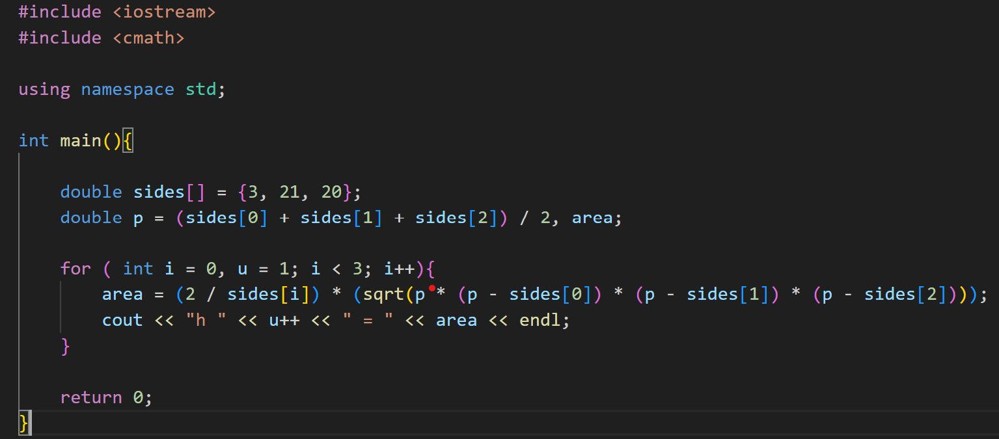 #include <iostream>
#include <cmath>
using namespace std;
int main(){
double sides[] = {3, 21, 20};
double p = (sides[0] + sides[1] + sides[2]) / 2, area;
for ( int i = 0, u = 1; i < 3; i++){
area = (2 / sides[i]) * (sqrt(p * (p - sides[0]) * (p - sides[1]) * (p - sides[2])));
cout << "h " << u++ << " = " << area << endl;
}
return 0;
}